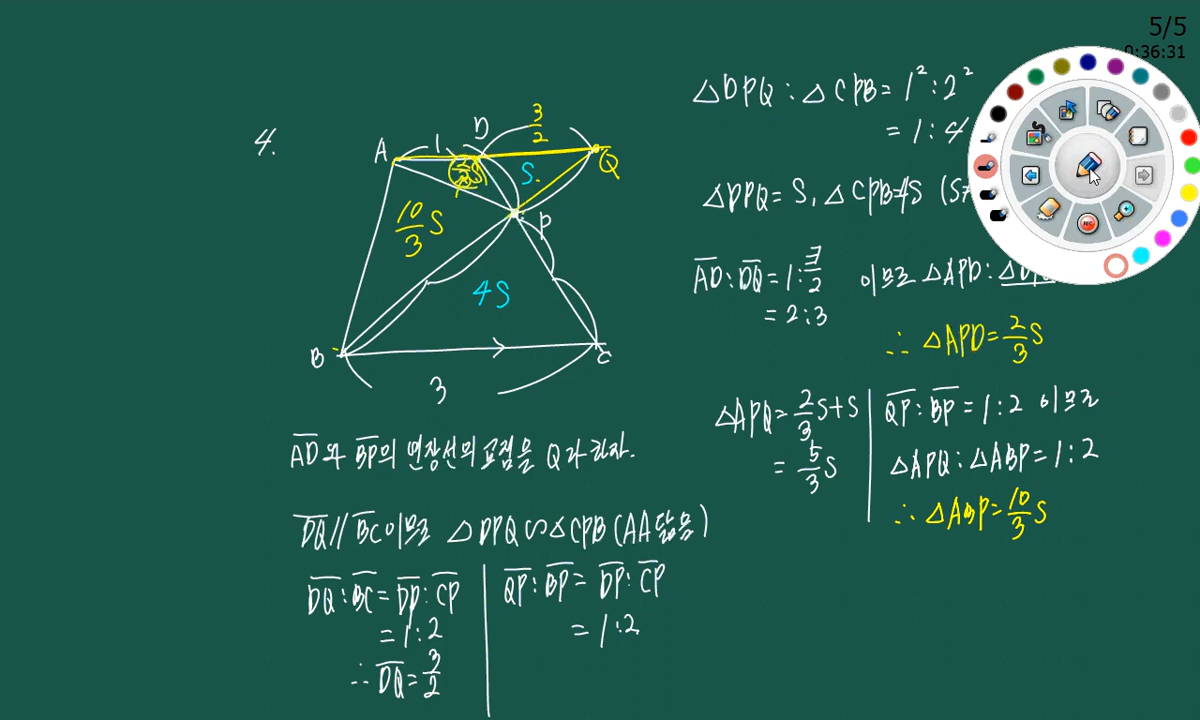 5/5
0:36:31
4.
A
1
D
3/2
Q
2/3 S
S
P
10/3 S
4S
B
C
3
AD와 BP의 연장선의 교점을 Q라 하자.
DQ // BC이므로 △DPQ ∽ △CPB (AA닮음)
DQ : BC = DP : CP
= 1 : 2
∴ DQ = 3/2
QP : BP = DP : CP
= 1 : 2
△DPQ : △CPB = 1² : 2²
= 1 : 4
△DPQ = S, △CPB=4S (S
AD : DQ = 1 : 3/2
= 2 : 3
이므로 △APD :
∴ △APD = 2/3 S
△APQ = 2/3 S + S
= 5/3 S
QP : BP = 1 : 2 이므로
△APQ : △ABP = 1 : 2
∴ △ABP = 10/3 S
REC